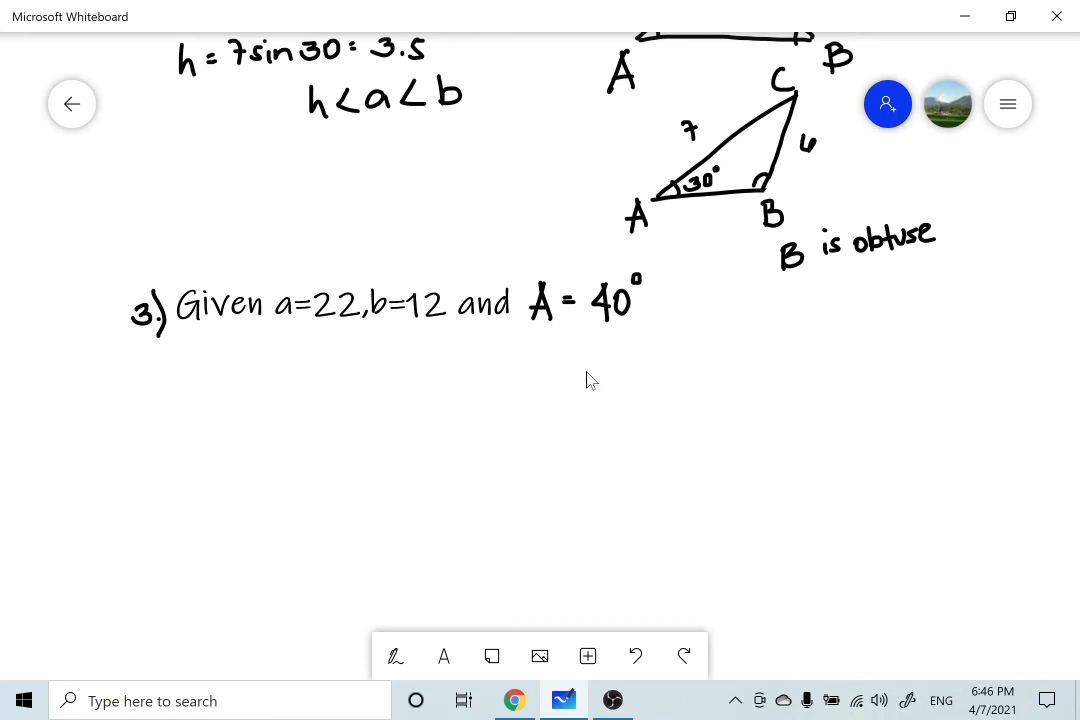 Microsoft Whiteboard
h = 7sin30 = 3.5
h < a < b
A B
C
7
6
30°
A
B
B is obtuse
3.) Given a=22,b=12 and A = 40°
A
Type here to search
ENG
6:46 PM
4/7/2021